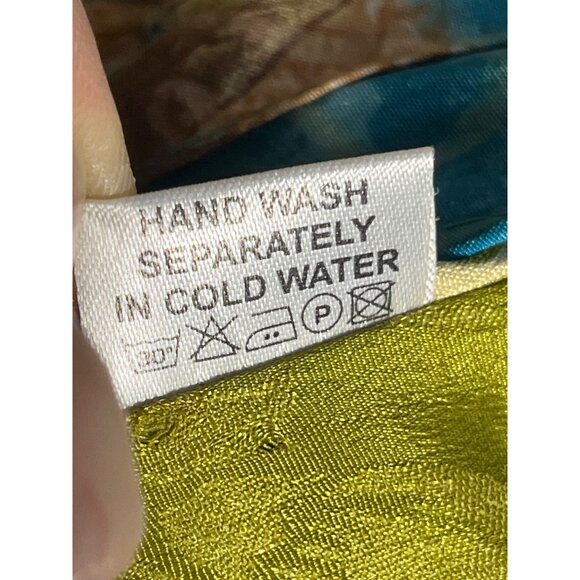 HAND WASH
SEPARATELY
IN COLD WATER
30° P